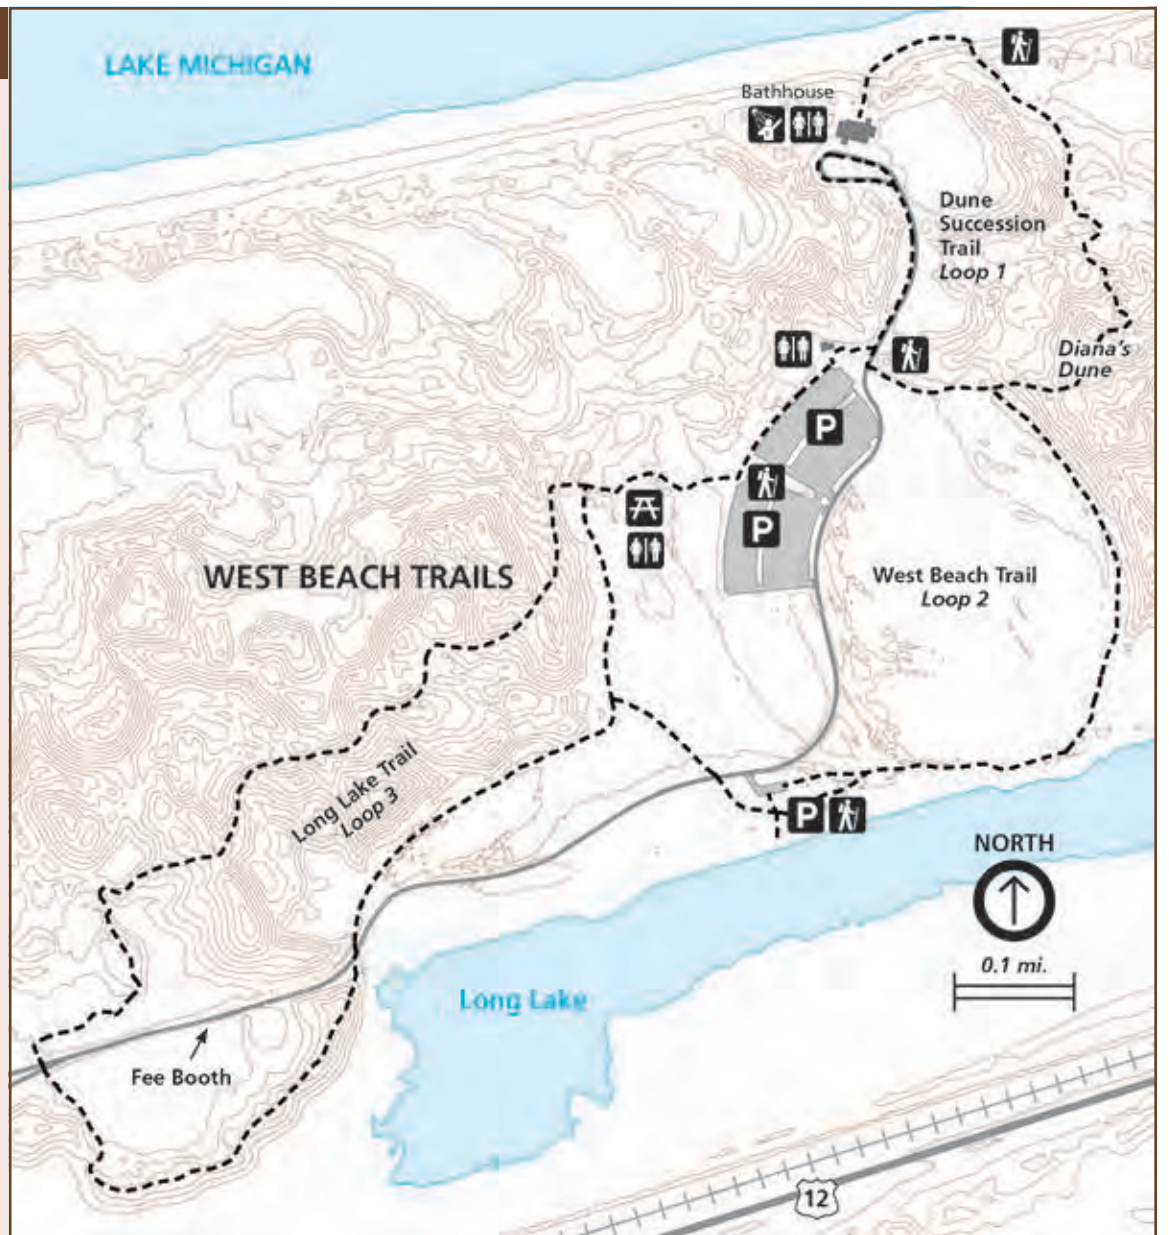 LAKE MICHIGAN
Bathhouse
Dune
Succession
Trail
Loop 1
Diana's
Dune
P
P
WEST BEACH TRAILS
West Beach Trail
Loop 2
Long Lake Trail
Loop 3
P
NORTH
0.1 mi.
Long Lake
Fee Booth
12